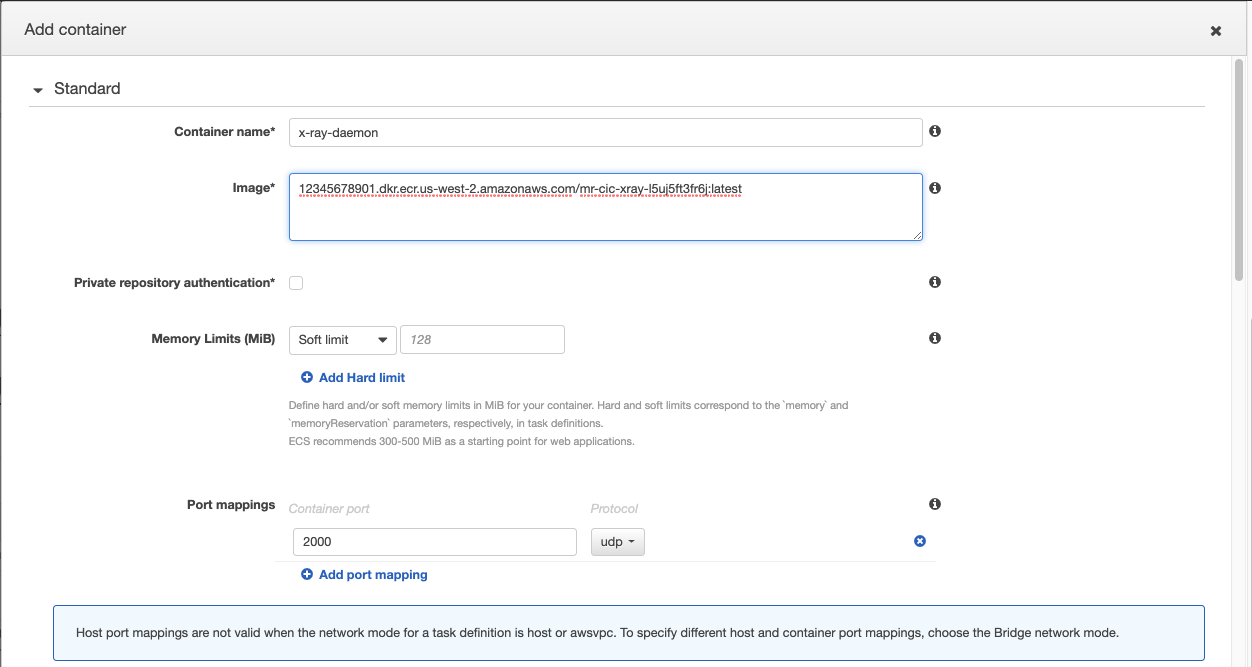 Add container
Standard
Container name*
x-ray-daemon
Image*
12345678901.dkr.ecr.us-west-2.amazonaws.com/mr-cic-xray-l5uj5ft3fr6j:latest
Private repository authentication*
Memory Limits (MiB)
Soft limit
128
Add Hard limit
Define hard and/or soft memory limits in MiB for your container. Hard and soft limits correspond to the `memory` and
`memoryReservation` parameters, respectively, in task definitions.
ECS recommends 300-500 MiB as a starting point for web applications.
Port mappings
Container port
Protocol
2000
udp
Add port mapping
Host port mappings are not valid when the network mode for a task definition is host or awsvpc. To specify different host and container port mappings, choose the Bridge network mode.